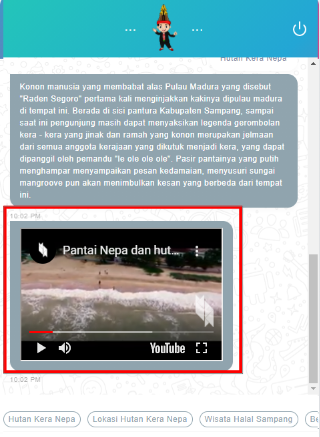 Hutan Kera Nepa
Konon manusia yang membabat alas Pulau Madura yang disebut
"Raden Segoro" pertama kali menginjakkan kakinya dipulau madura
di tempat ini. Berada di sisi pantura Kabupaten Sampang, sampai
saat ini pengunjung masih dapat menyaksikan legenda gerombolan
kera - kera yang jinak dan ramah yang konon merupakan jelmaan
dari semua anggota kerajaan yang dikutuk menjadi kera, yang dapat
dipanggil oleh pemandu "le ole ole ole". Pasir pantainya yang putih
menghampar menyampaikan pesan kedamaian, menyusuri sungai
mangroove pun akan menimbulkan kesan yang berbeda dari tempat
ini.
10:02 PM
Pantai Nepa dan hut...
YouTube
10:02 PM
Hutan Kera Nepa
Lokasi Hutan Kera Nepa
Wisata Halal Sampang
Be